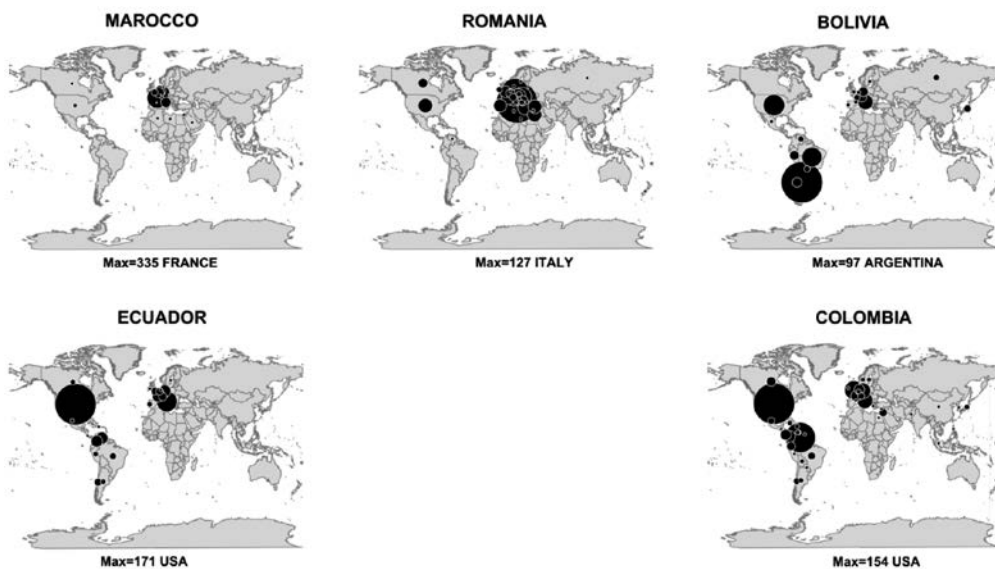 MAROCCO
ROMANIA
BOLIVIA
Max=335 FRANCE
Max=127 ITALY
Max=97 ARGENTINA
ECUADOR
COLOMBIA
Max=171 USA
Max=154 USA